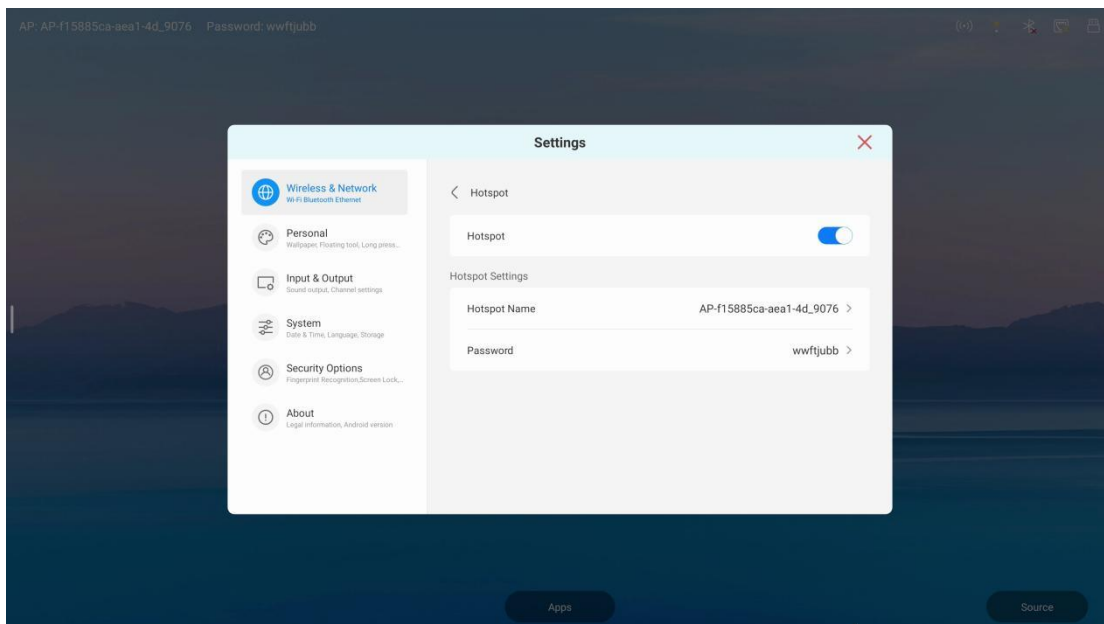 AP: AP-f15885ca-aea1-4d_9076 Password: wwftjubb
Settings
Wireless & Network
Wi-Fi Bluetooth Ethernet
Personal
Wallpaper, Floating tool, Long press...
Input & Output
Sound output, Channel settings
System
Date & Time, Language, Storage
Security Options
Fingerprint Recognition,Screen Lock,...
About
Legal information, Android version
Hotspot
Hotspot
Hotspot Settings
Hotspot Name AP-f15885ca-aea1-4d_9076
Password wwftjubb
Apps
Source